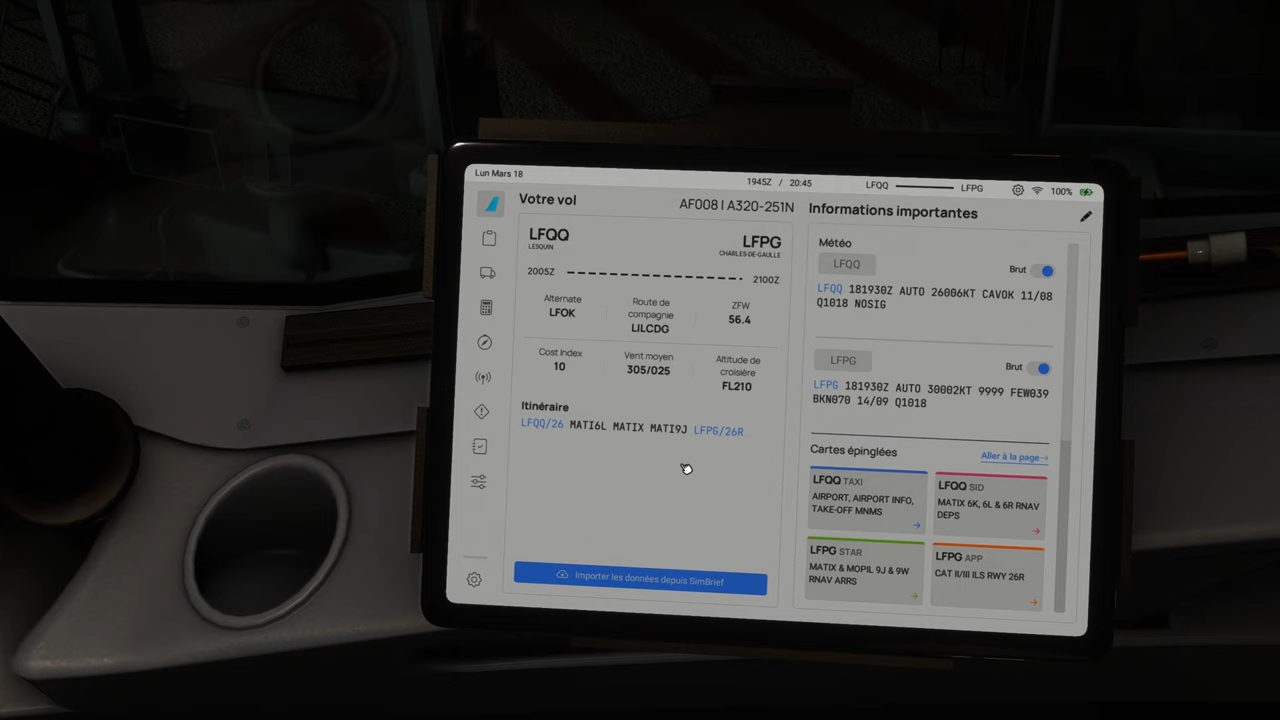 Lun Mars 18
1945Z / 20:45
LFQQ LFPG
100%
Votre vol
AF008 | A320-251N
LFQQ
LESQUIN
LFPG
CHARLES-DE-GAULLE
2005Z
2100Z
Alternate
LFOK
Route de
compagnie
LILCDG
ZFW
56.4
Cost Index
10
Vent moyen
305/025
Altitude de
croisière
FL210
Itinéraire
LFQQ/26 MATI6L MATIX MATI9J LFPG/26R
Importer les données depuis SimBrief
Informations importantes
Météo
LFQQ
Brut
LFQQ 181930Z AUTO 26006KT CAVOK 11/08
Q1018 NOSIG
LFPG
Brut
LFPG 181930Z AUTO 30002KT 9999 FEW039
BKN070 14/09 Q1018
Cartes épinglées
Aller à la page→
LFQQ TAXI
AIRPORT, AIRPORT INFO,
TAKE-OFF MNMS
LFQQ SID
MATIX 6K, 6L & 6R RNAV
DEPS
LFPG STAR
MATIX & MOPIL 9J & 9W
RNAV ARRS
LFPG APP
CAT II/III ILS RWY 26R